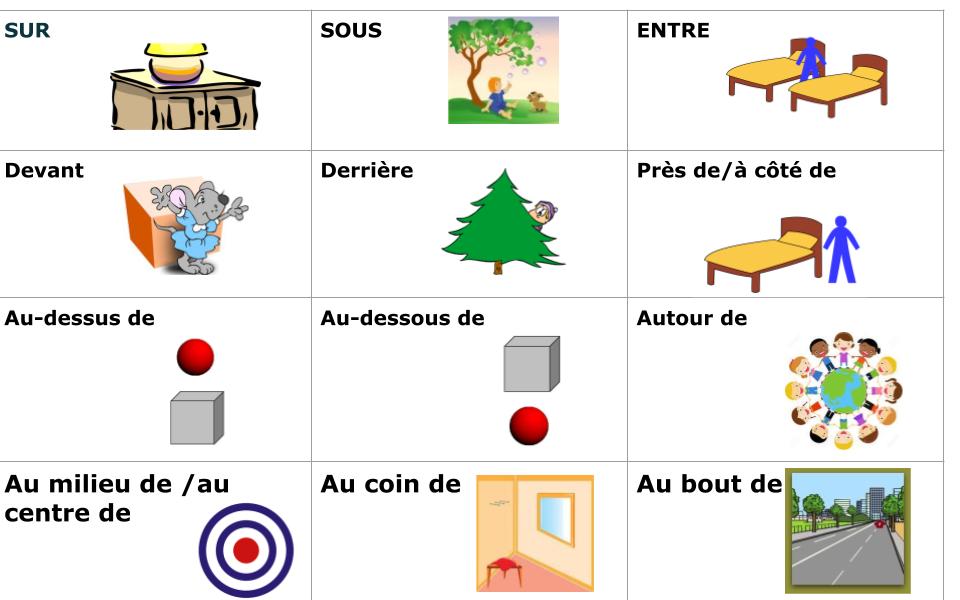 SUR
SOUS
ENTRE
Devant
Derrière
Près de/à côté de
Au-dessus de
Au-dessous de
Autour de
Au milieu de /au
centre de
Au coin de
Au bout de